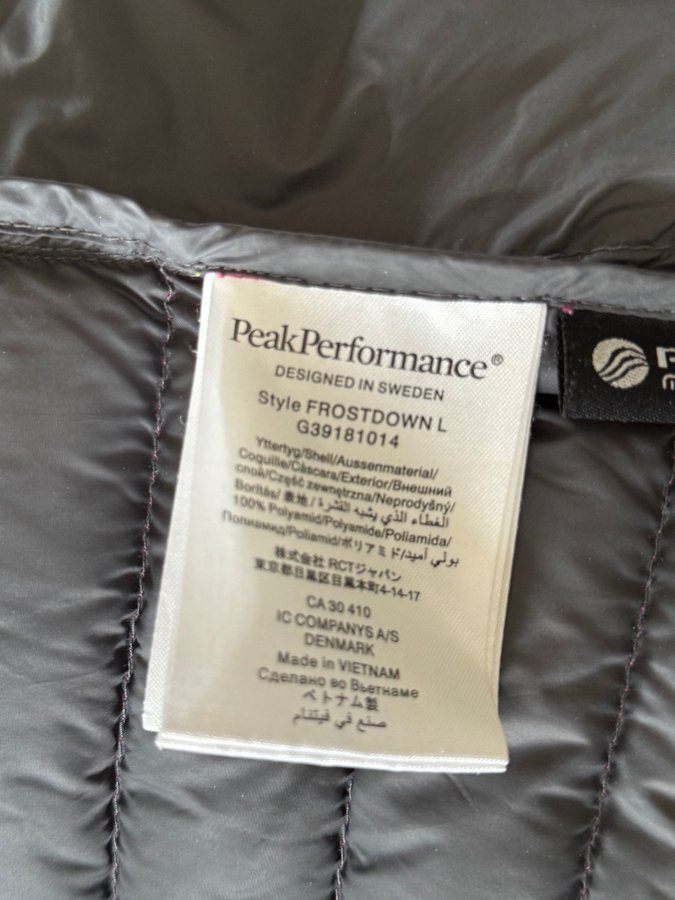 PeakPerformance®
DESIGNED IN SWEDEN
Style FROSTDOWN L
G39181014
Yttertyg/Shell/Aussenmaterial/
Coquille/Cáscara/Exterior/Внешний
слой/Część zewnętrzna/Neprodyšný/
Borítás/表地/الغطاء الذي يشبه القشرة
100% Polyamid/Polyamide/Poliamida/
Полиамид/Poliamid/ポリアミド/بولي أميد
株式会社 RCTジャパン
東京都目黒区目黒本町4-14-17
CA 30 410
IC COMPANYS A/S
DENMARK
Made in VIETNAM
Сделано во Вьетнаме
ベトナム製
صنع في فيتنام